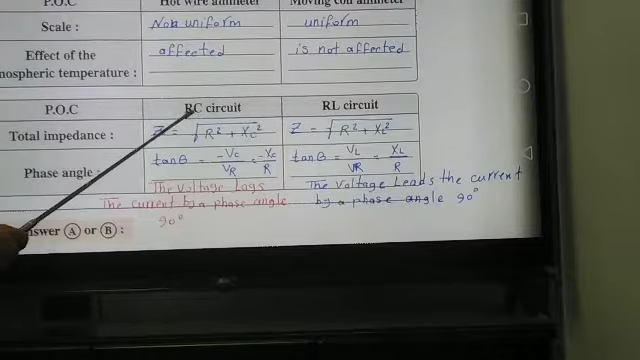 P.O.C Hot wire ammeter Moving coil ammeter
Scale : Non uniform uniform
Effect of the affected is not affected
mospheric temperature :
P.O.C RC circuit RL circuit
Total impedance : Z = √R² + Xc² Z = √R² + XL²
Phase angle : tanθ = -Vc/VR = -Xc/R tanθ = VL/VR = XL/R
The voltage Lags The voltage Leads the current
The current by a phase angle by a phase angle 90°
90°
nswer A or B :